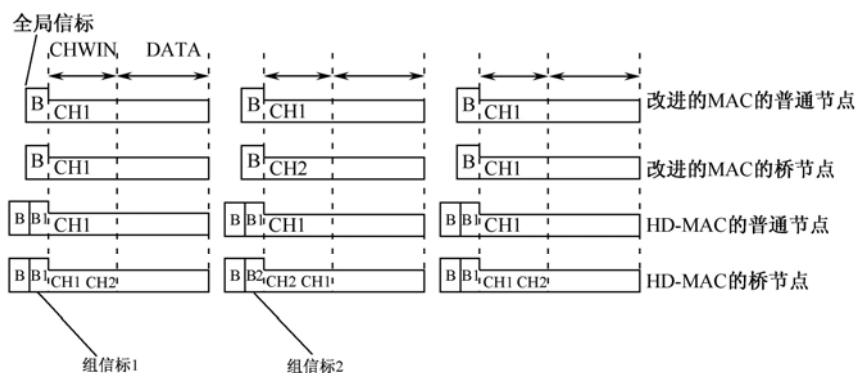 全局信标
CHWIN DATA
B CH1 B CH1 B CH1 改进的MAC的普通节点
B CH1 B CH2 B CH1 改进的MAC的桥节点
B B1 CH1 B B1 CH1 B B1 CH1 HD-MAC的普通节点
B B1 CH1 CH2 B B2 CH2 CH1 B B1 CH1 CH2 HD-MAC的桥节点
组信标1 组信标2